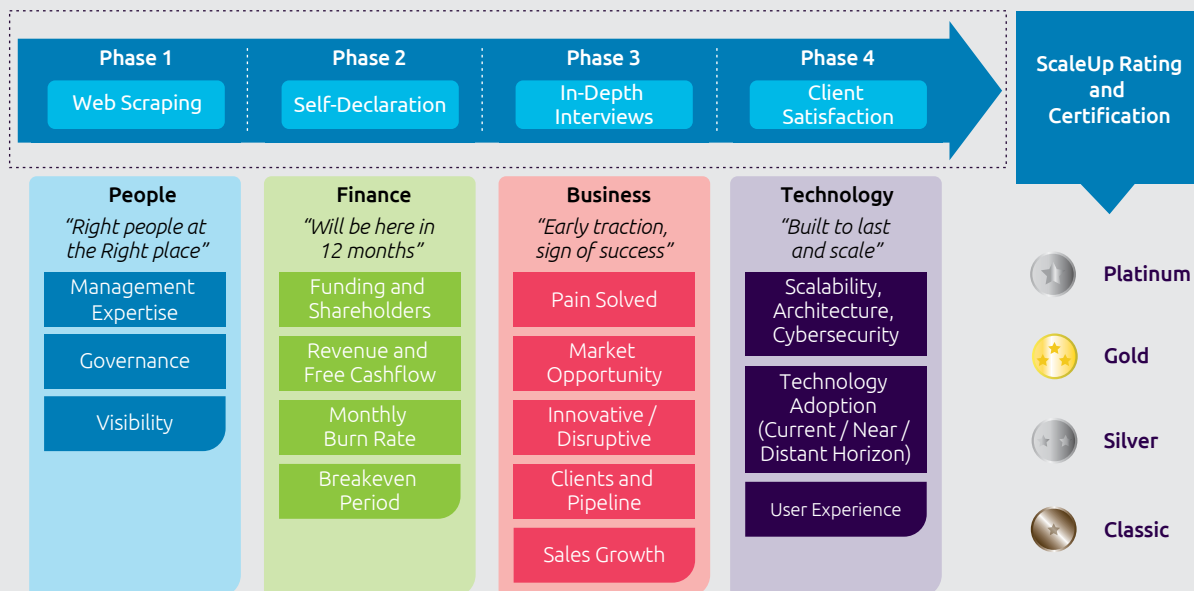 Phase 1
Web Scraping
Phase 2
Self-Declaration
Phase 3
In-Depth
Interviews
Phase 4
Client
Satisfaction
ScaleUp Rating
and
Certification
People
“Right people at
the Right place”
Management
Expertise
Governance
Visibility
Finance
“Will be here in
12 months”
Funding and
Shareholders
Revenue and
Free Cashflow
Monthly
Burn Rate
Breakeven
Period
Business
“Early traction,
sign of success”
Pain Solved
Market
Opportunity
Innovative /
Disruptive
Clients and
Pipeline
Sales Growth
Technology
“Built to last
and scale”
Scalability,
Architecture,
Cybersecurity
Technology
Adoption
(Current / Near /
Distant Horizon)
User Experience
Platinum
Gold
Silver
Classic